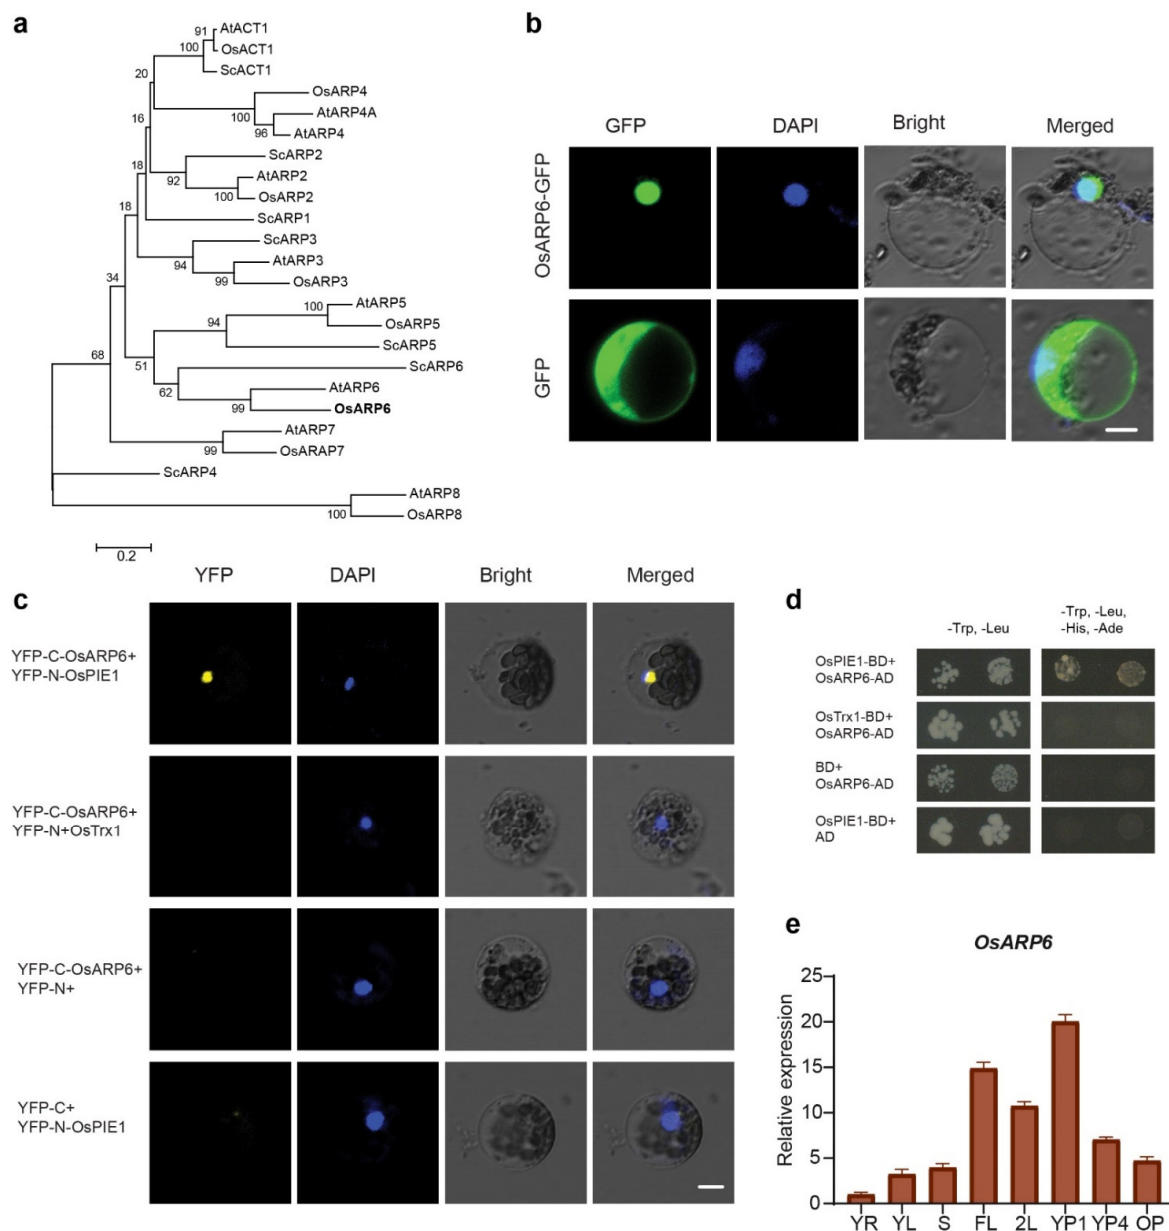 a
AtACT1
91
OsACT1
100
ScACT1
20
OsARP4
100
AtARP4A
96
AtARP4
16
ScARP2
92
AtARP2
100
OsARP2
18
ScARP1
18
ScARP3
94
AtARP3
99
OsARP3
34
AtARP5
100
OsARP5
94
ScARP5
51
ScARP6
62
AtARP6
99
OsARP6
68
AtARP7
99
OsARAP7
ScARP4
AtARP8
100
OsARP8
0.2
b
GFP DAPI Bright Merged
OsARP6-GFP
GFP
c
YFP DAPI Bright Merged
YFP-C-OsARP6+
YFP-N-OsPIE1
YFP-C-OsARP6+
YFP-N+OsTrx1
YFP-C-OsARP6+
YFP-N+
YFP-C+
YFP-N-OsPIE1
d
-Trp, -Leu
-Trp, -Leu,
-His, -Ade
OsPIE1-BD+
OsARP6-AD
OsTrx1-BD+
OsARP6-AD
BD+
OsARP6-AD
OsPIE1-BD+
AD
e
OsARP6
Relative expression
25
20
15
10
5
0
YR YL S FL 2L YP1 YP4 OP